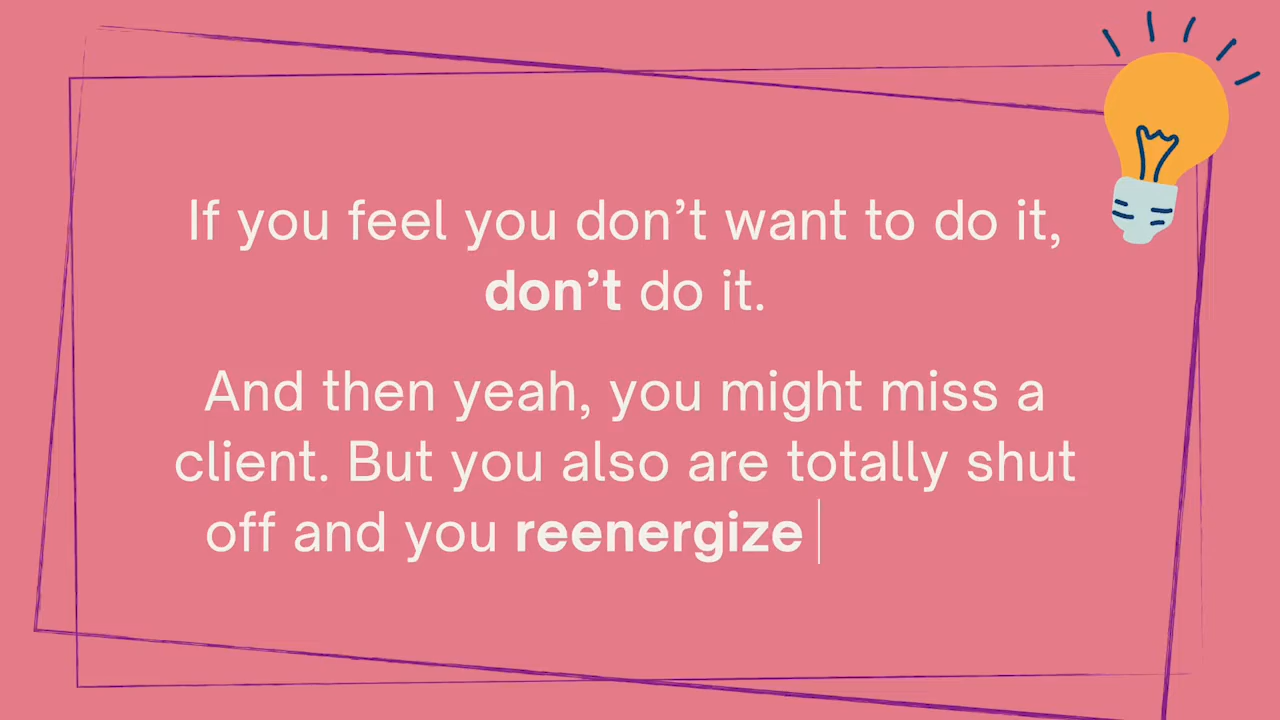 If you feel you don’t want to do it,
don’t do it.
And then yeah, you might miss a
client. But you also are totally shut
off and you reenergize